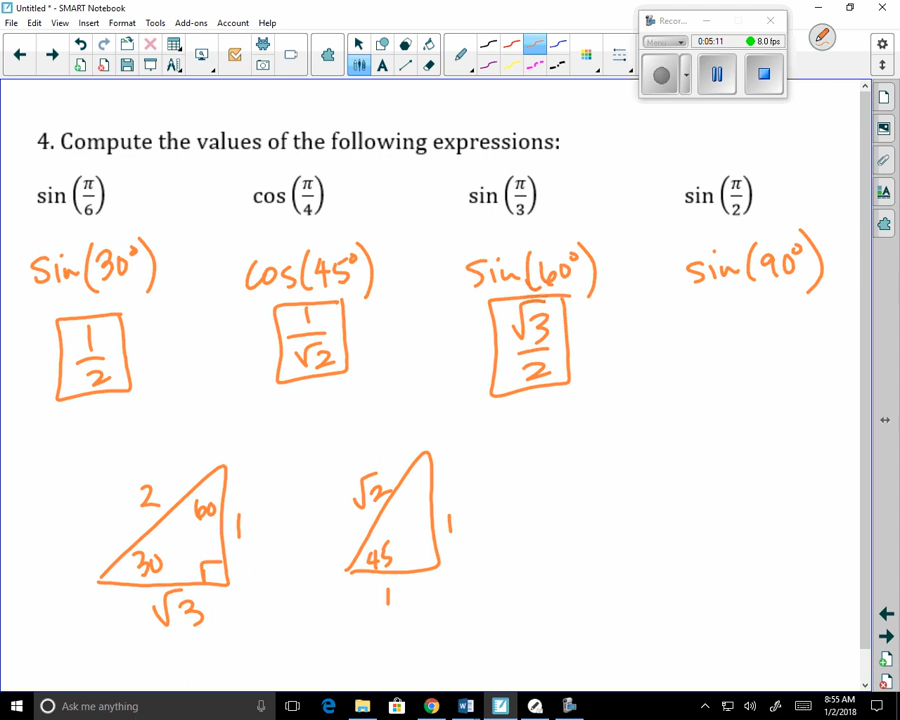 Untitled * - SMART Notebook
File Edit View Insert Format Tools Add-ons Account Help
Recor...
Menu
00:05:11
8.0 fps
4. Compute the values of the following expressions:
sin (π/6) cos (π/4) sin (π/3) sin (π/2)
sin(30°) cos(45°) sin(60°) sin(90°)
1/2 1/√2 √3/2
2 60 1
30
√3
√2 1
45
1
Ask me anything
8:55 AM
1/2/2018